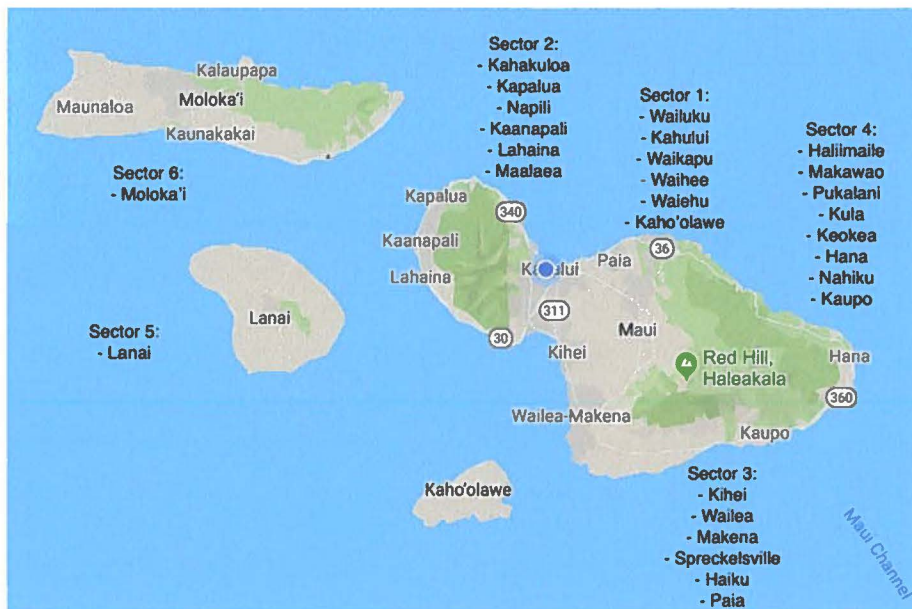 Sector 2:
- Kahakuloa
- Kapalua
- Napili
- Kaanapali
- Lahaina
- Maalaea
Sector 1:
- Wailuku
- Kahului
- Waikapu
- Waihee
- Waiehu
- Kaho'olawe
Sector 4:
- Haliimaile
- Makawao
- Pukalani
- Kula
- Keokea
- Hana
- Nahiku
- Kaupo
Kalaupapa
Maunaloa
Moloka'i
Kaunakakai
Sector 6:
- Moloka'i
Kapalua
340
Kaanapali
Lahaina
Paia
36
311
30
Kihei
Maui
Red Hill,
Haleakala
Hana
360
Wailea-Makena
Kaupo
Lanai
Sector 5:
- Lanai
Kaho'olawe
Sector 3:
- Kihei
- Wailea
- Makena
- Spreckelsville
- Haiku
- Paia
Maui Channel